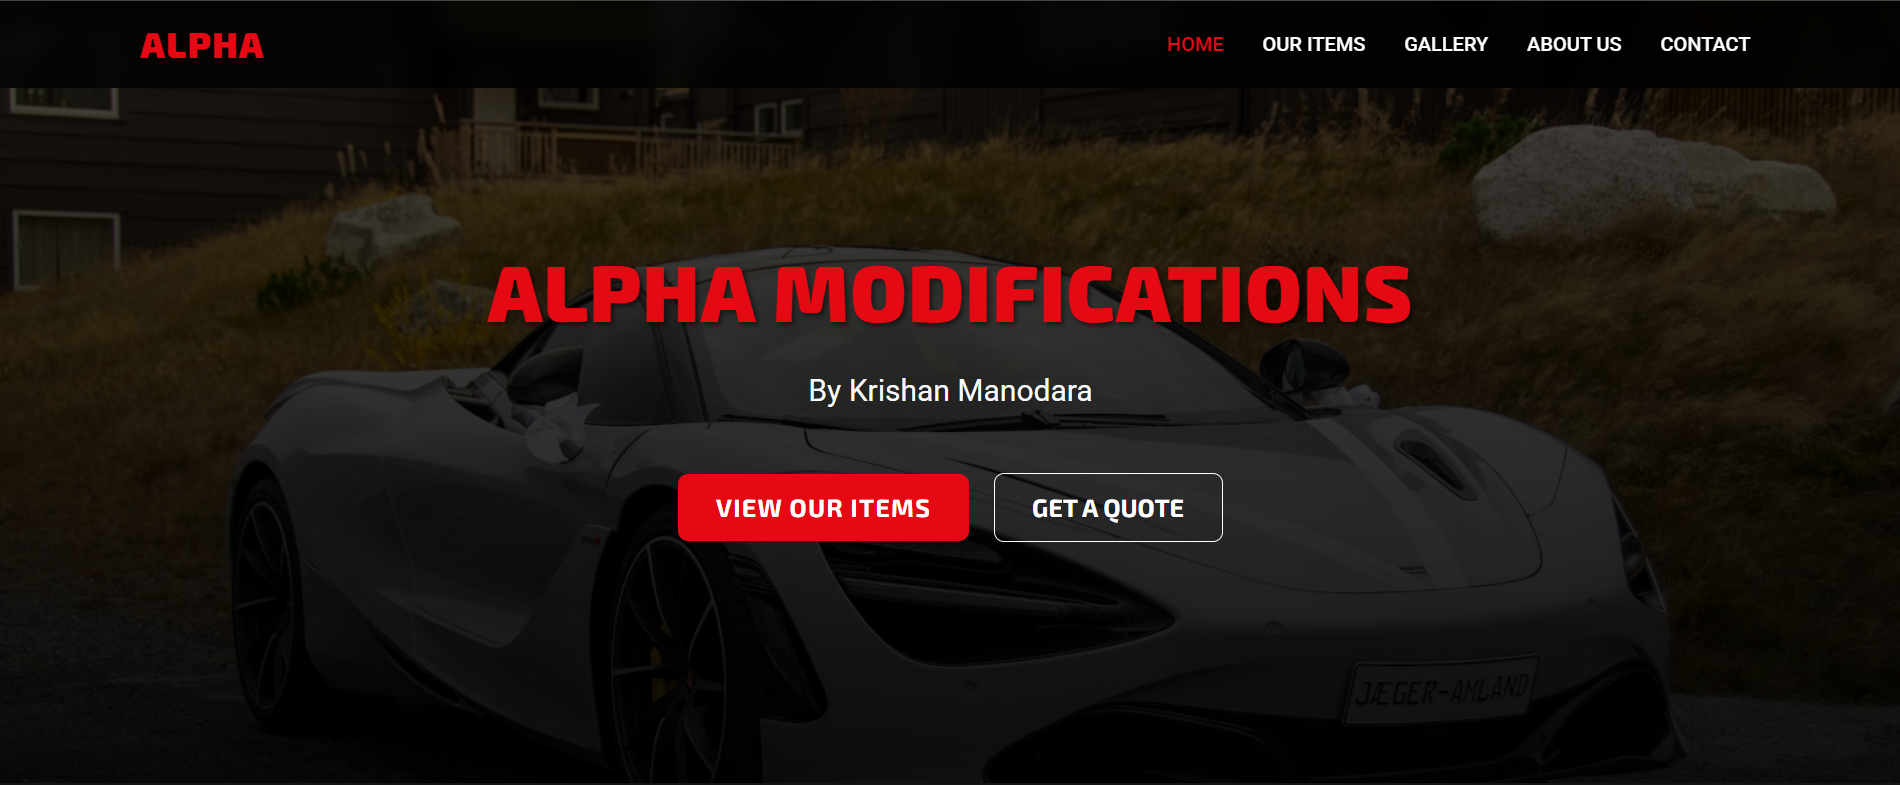 ALPHA
HOME OUR ITEMS GALLERY ABOUT US CONTACT
ALPHA MODIFICATIONS
By Krishan Manodara
VIEW OUR ITEMS GET A QUOTE
JÆGER-AMLAND